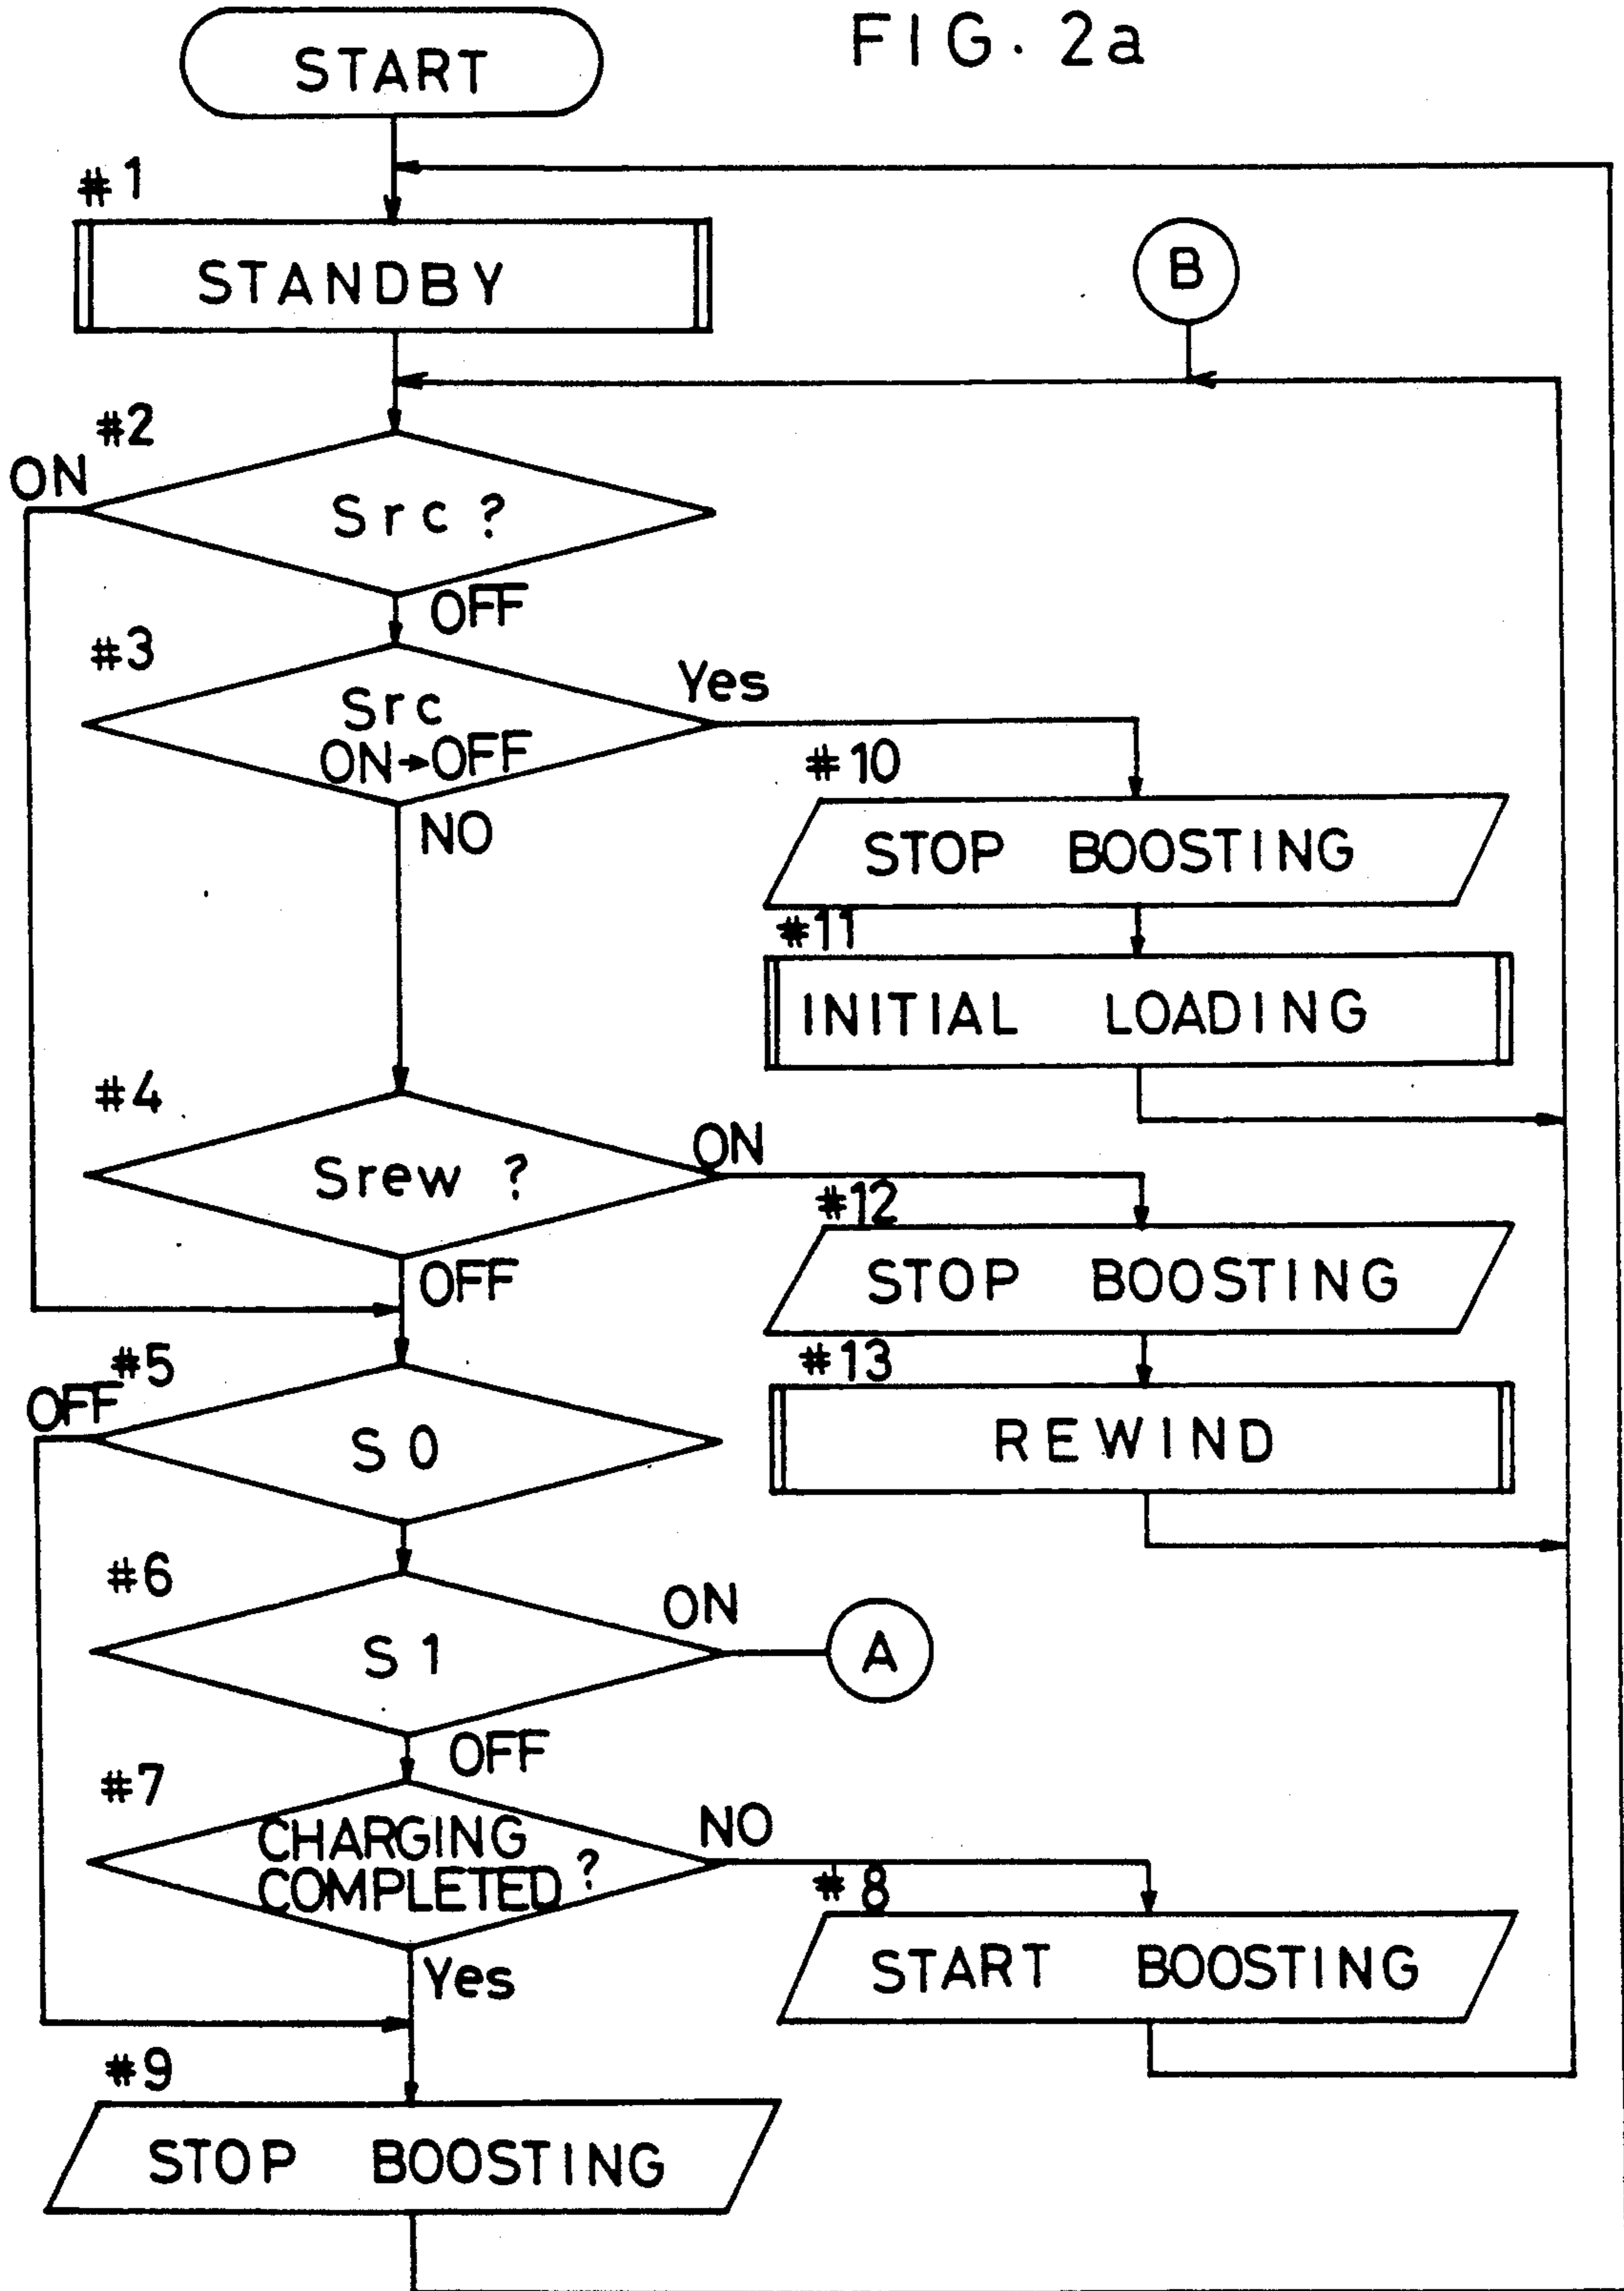 FIG. 2a
START
#1
STANDBY
B
#2
ON
Src ?
OFF
#3
Src
ON→OFF
Yes
NO
#10
STOP BOOSTING
#11
INITIAL LOADING
#4
Srew ?
ON
OFF
#12
STOP BOOSTING
#13
REWIND
#5
OFF
S0
#6
S1
ON
A
OFF
#7
CHARGING
COMPLETED ?
NO
Yes
#8
START BOOSTING
#9
STOP BOOSTING